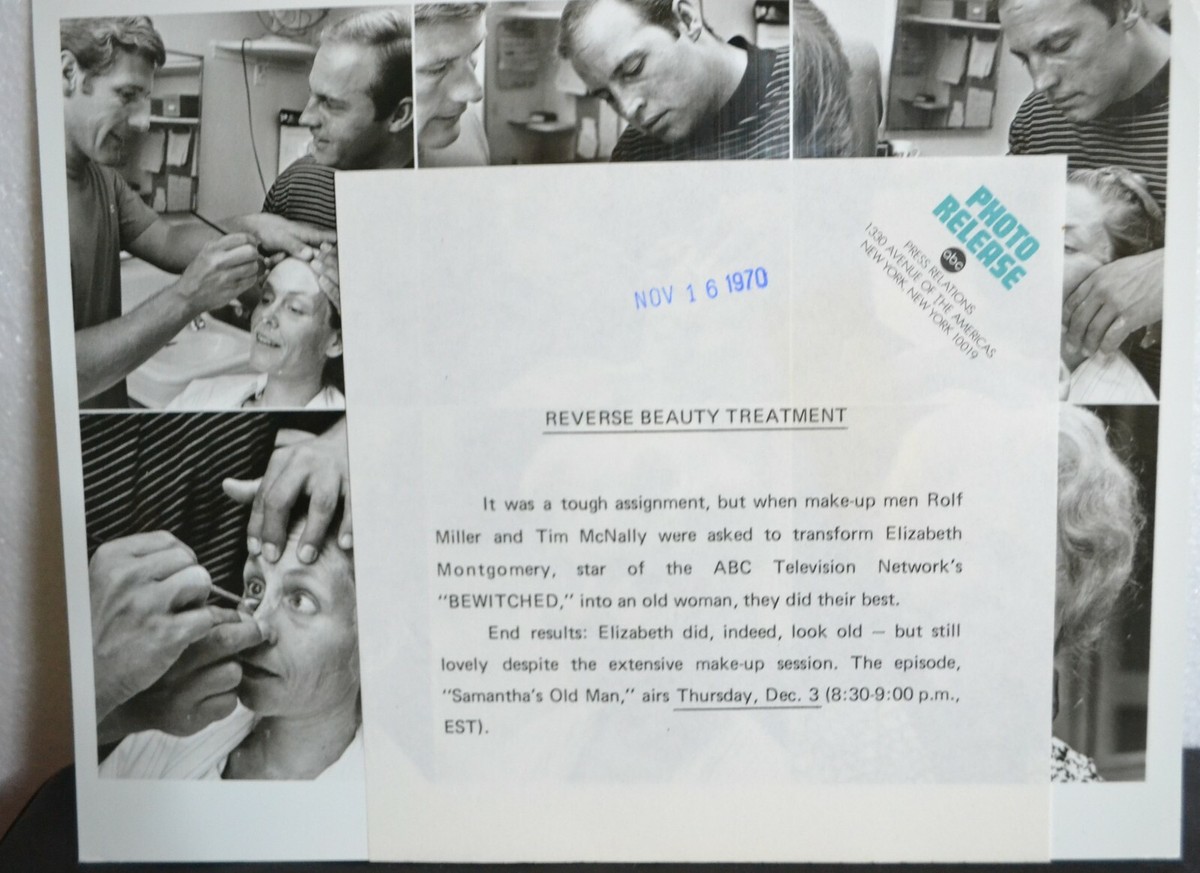 PHOTO
RELEASE
abc
PRESS RELATIONS
1330 AVENUE OF THE AMERICAS
NEW YORK, NEW YORK 10019
NOV 16 1970
REVERSE BEAUTY TREATMENT
It was a tough assignment, but when make-up men Rolf
Miller and Tim McNally were asked to transform Elizabeth
Montgomery, star of the ABC Television Network's
"BEWITCHED," into an old woman, they did their best.
End results: Elizabeth did, indeed, look old — but still
lovely despite the extensive make-up session. The episode,
"Samantha's Old Man," airs Thursday, Dec. 3 (8:30-9:00 p.m.,
EST).